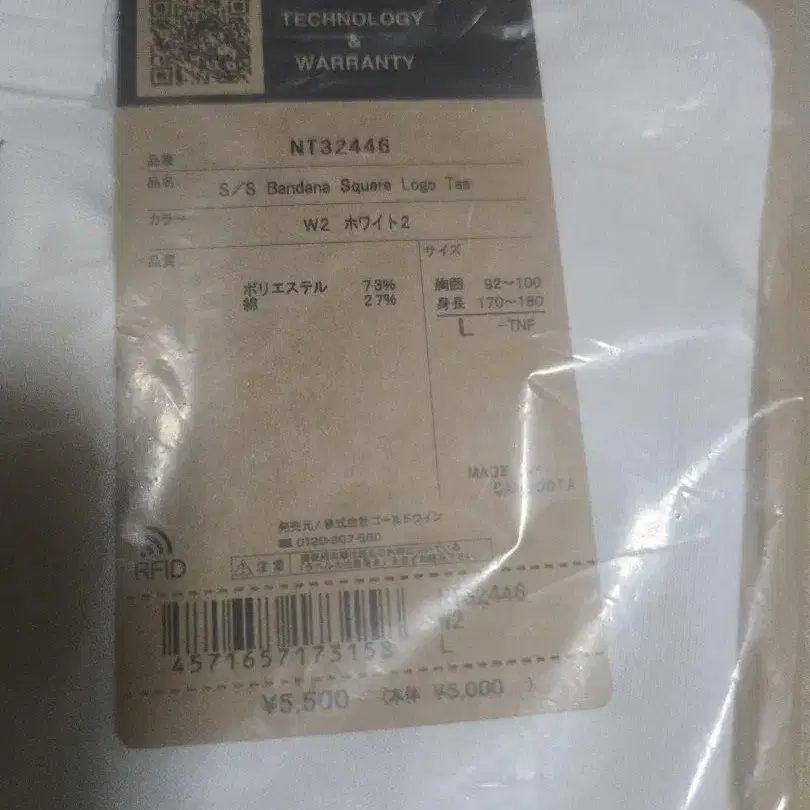 TECHNOLOGY
&
WARRANTY
品番 NT32446
品名 S/S Bandana Square Logo Tee
カラー W2 ホワイト2
品質
ポリエステル 73%
綿 27%
サイズ
胸囲 92~100
身長 170~180
L -TNF
MADE
CAMBODIA
発売元/株式会社ゴールドウイン
☎ 0120-307-560
RFID
⚠注意
NT32446
W2
L
4571657173158
¥5,500 (本体 ¥5,000 )